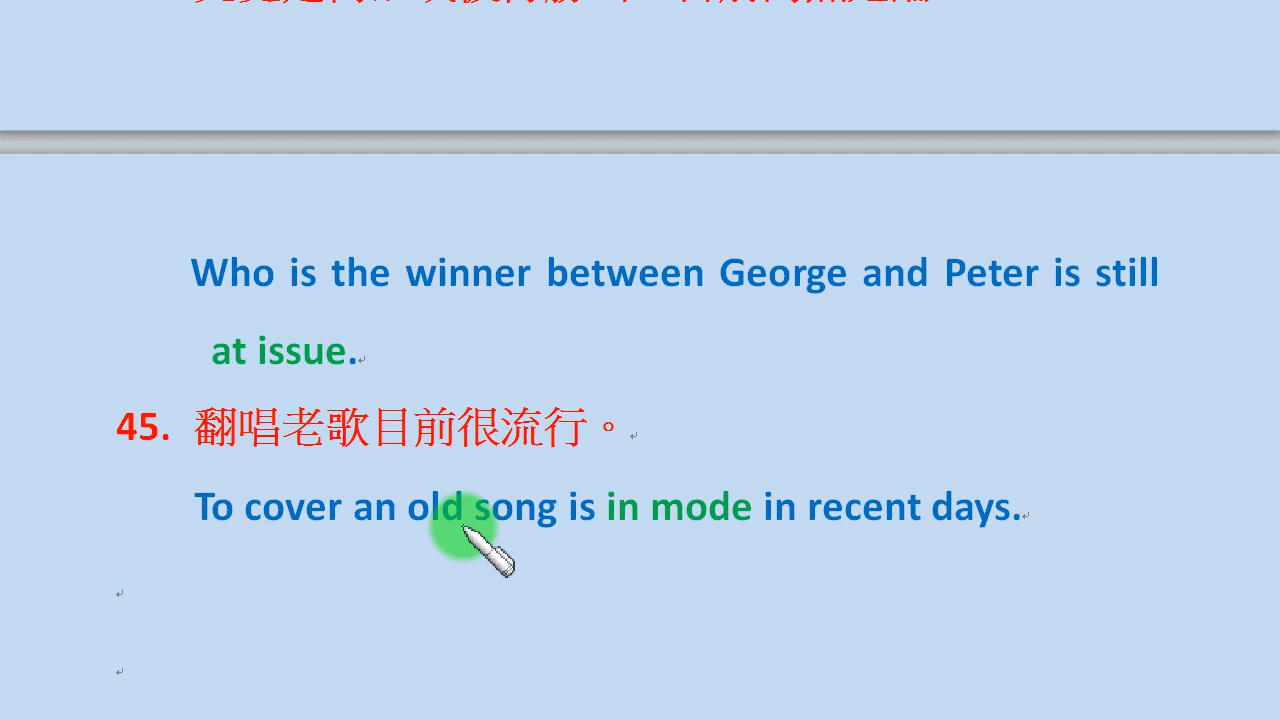 Who is the winner between George and Peter is still
at issue.
45. 翻唱老歌目前很流行。
To cover an old song is in mode in recent days.